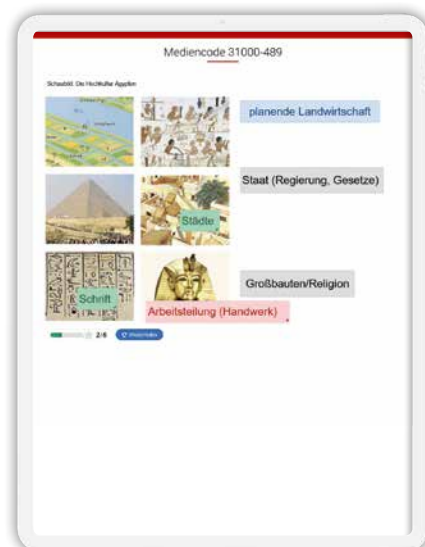 Mediencode 31000-489
Schaubild: Die Hochkultur Ägypten
planende Landwirtschaft
Staat (Regierung, Gesetze)
Städte
Großbauten/Religion
Schrift
Arbeitsteilung (Handwerk)
2/6